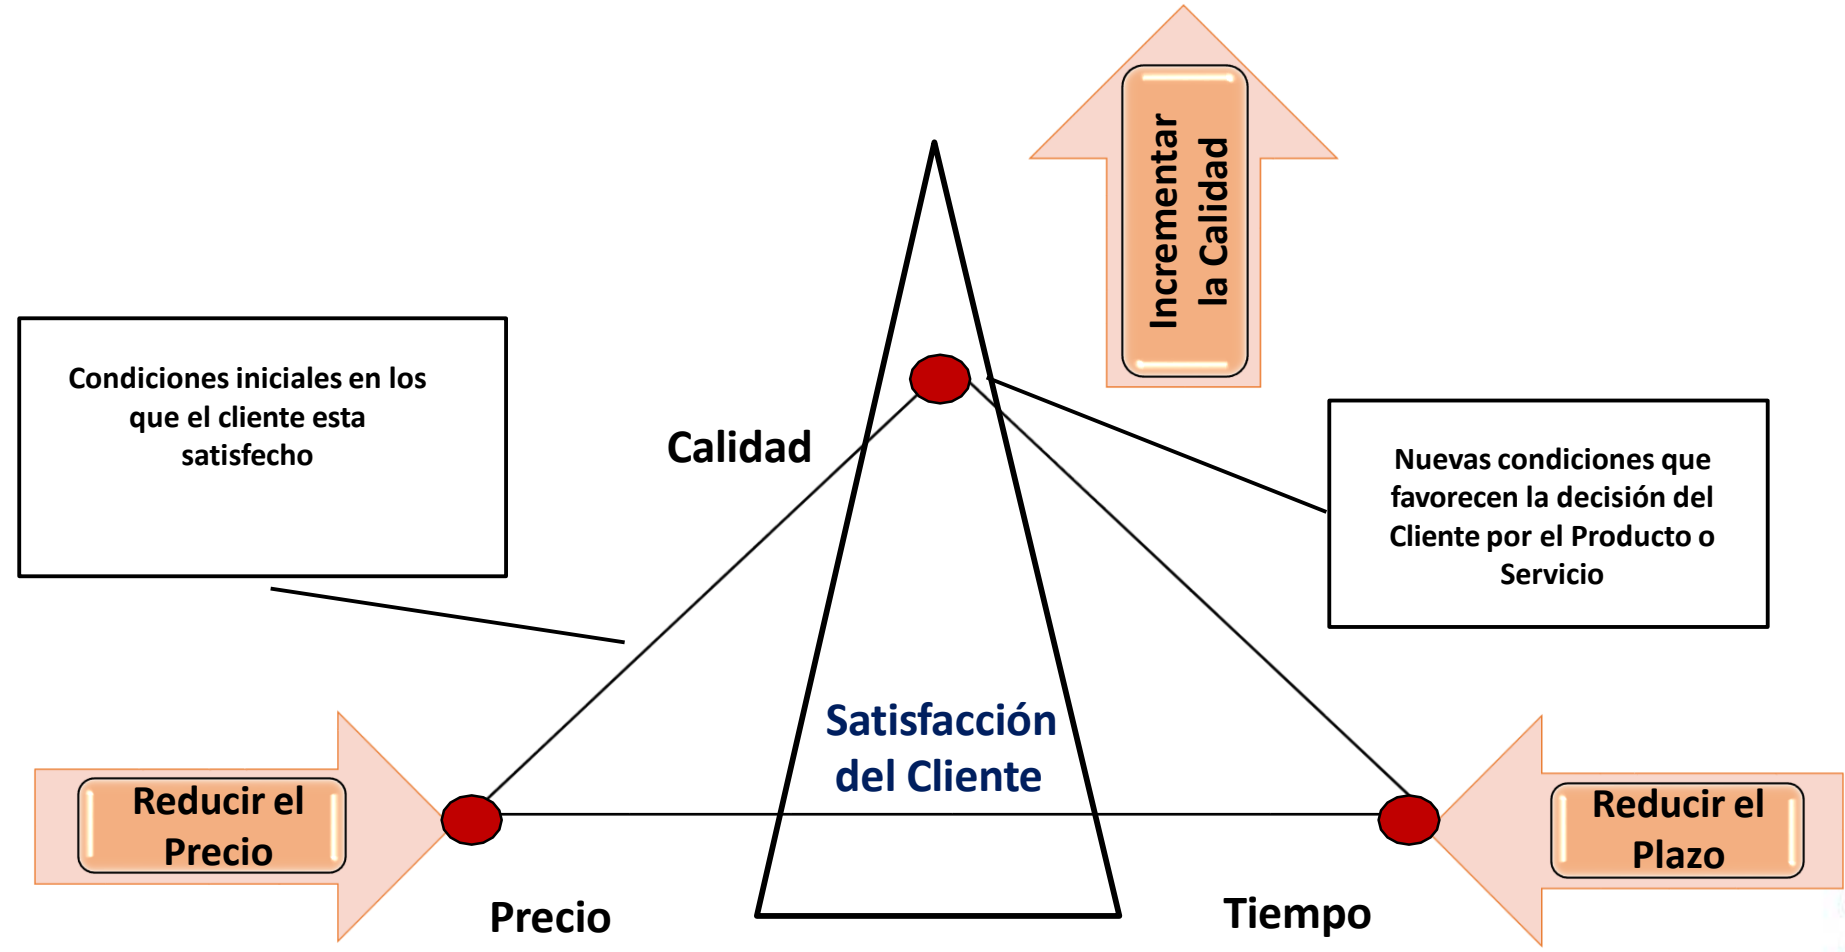 Incrementar
la Calidad
Condiciones iniciales en los
que el cliente esta
satisfecho
Calidad
Nuevas condiciones que
favorecen la decisión del
Cliente por el Producto o
Servicio
Satisfacción
del Cliente
Reducir el
Precio
Reducir el
Plazo
Precio
Tiempo